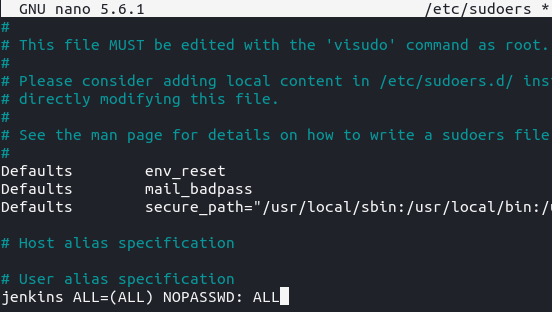 GNU nano 5.6.1 /etc/sudoers *
#
# This file MUST be edited with the 'visudo' command as root.
#
# Please consider adding local content in /etc/sudoers.d/ ins
# directly modifying this file.
#
# See the man page for details on how to write a sudoers file
#
Defaults env_reset
Defaults mail_badpass
Defaults secure_path="/usr/local/sbin:/usr/local/bin:/u
# Host alias specification
# User alias specification
jenkins ALL=(ALL) NOPASSWD: ALL